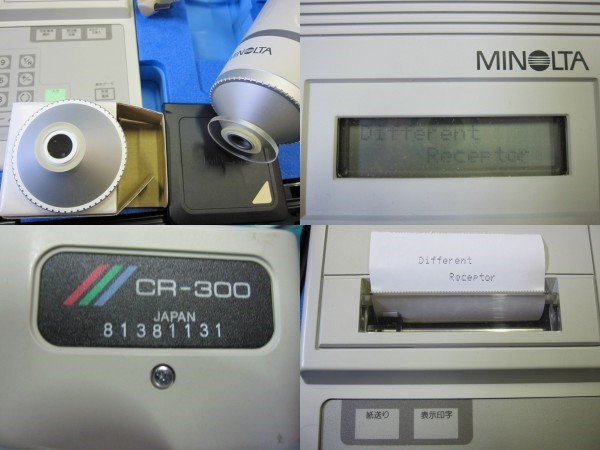 MINOLTA
MINOLTA
Different
Receptor
CR-300
JAPAN
81381131
Different
Receptor
紙送り
表示印字